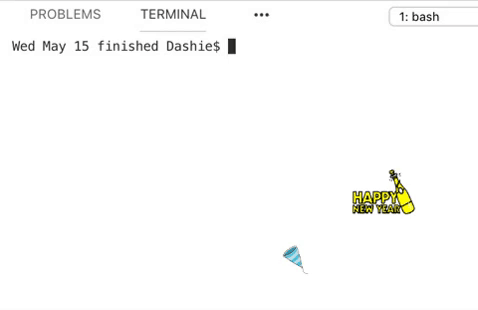 PROBLEMS TERMINAL ••• 1: bash
Wed May 15 finished Dashie$
HAPPY
NEW YEAR